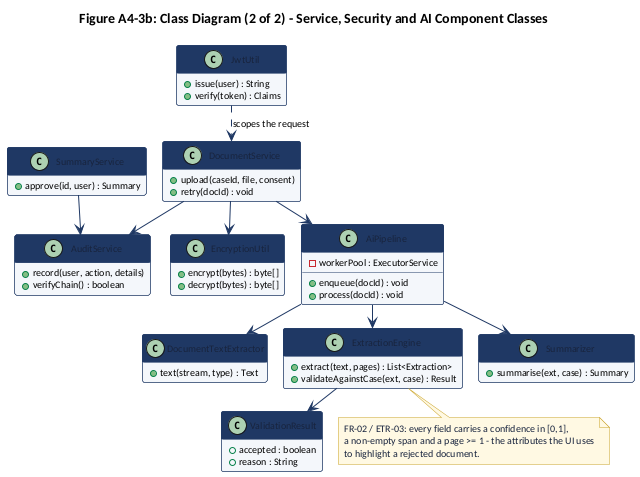 Figure A4-3b: Class Diagram (2 of 2) - Service, Security and AI Component Classes
C JwtUtil
issue(user) : String
verify(token) : Claims
scopes the request
C SummaryService
approve(id, user) : Summary
C DocumentService
upload(caseId, file, consent)
retry(docId) : void
C AuditService
record(user, action, details)
verifyChain() : boolean
C EncryptionUtil
encrypt(bytes) : byte[]
decrypt(bytes) : byte[]
C AiPipeline
workerPool : ExecutorService
enqueue(docId) : void
process(docId) : void
C DocumentTextExtractor
text(stream, type) : Text
C ExtractionEngine
extract(text, pages) : List<Extraction>
validateAgainstCase(ext, case) : Result
C Summarizer
summarise(ext, case) : Summary
C ValidationResult
accepted : boolean
reason : String
FR-02 / ETR-03: every field carries a confidence in [0,1],
a non-empty span and a page >= 1 - the attributes the UI uses
to highlight a rejected document.